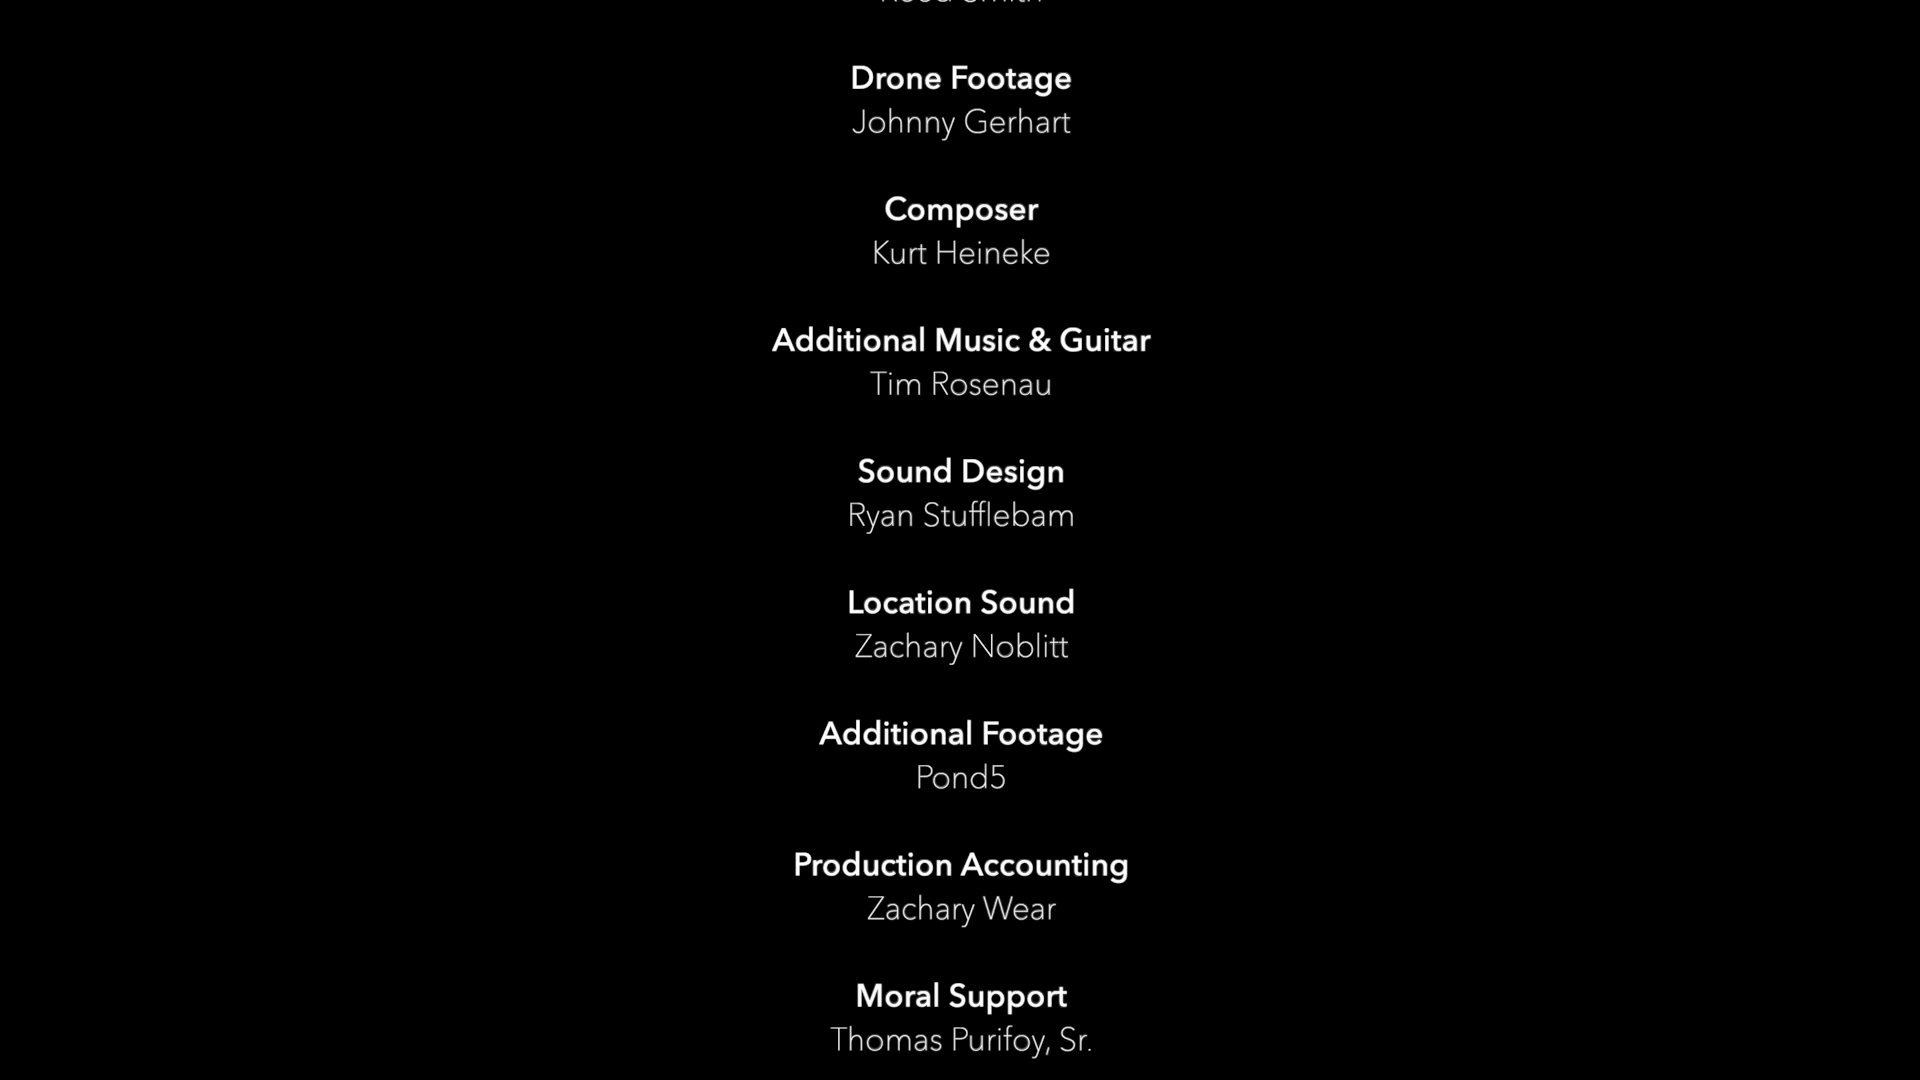 Drone Footage
Johnny Gerhart
Composer
Kurt Heineke
Additional Music & Guitar
Tim Rosenau
Sound Design
Ryan Stufflebam
Location Sound
Zachary Noblitt
Additional Footage
Pond5
Production Accounting
Zachary Wear
Moral Support
Thomas Purifoy, Sr.